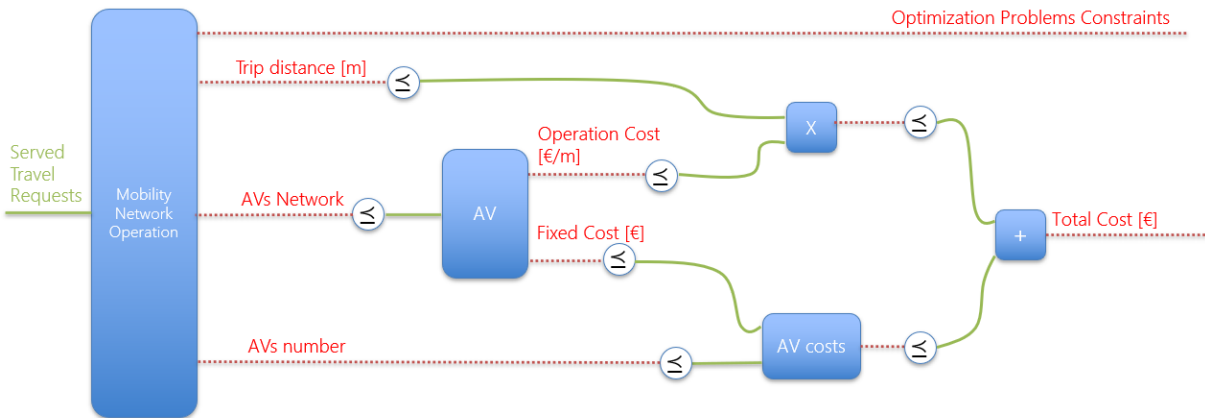 Optimization Problems Constraints
Trip distance [m]
Operation Cost
[€/m]
X
⪯
⪯
⪯
Served
Travel
Requests
Mobility
Network
Operation
AVs Network
⪯
AV
Fixed Cost [€]
⪯
+
Total Cost [€]
AVs number
⪯
AV costs
⪯